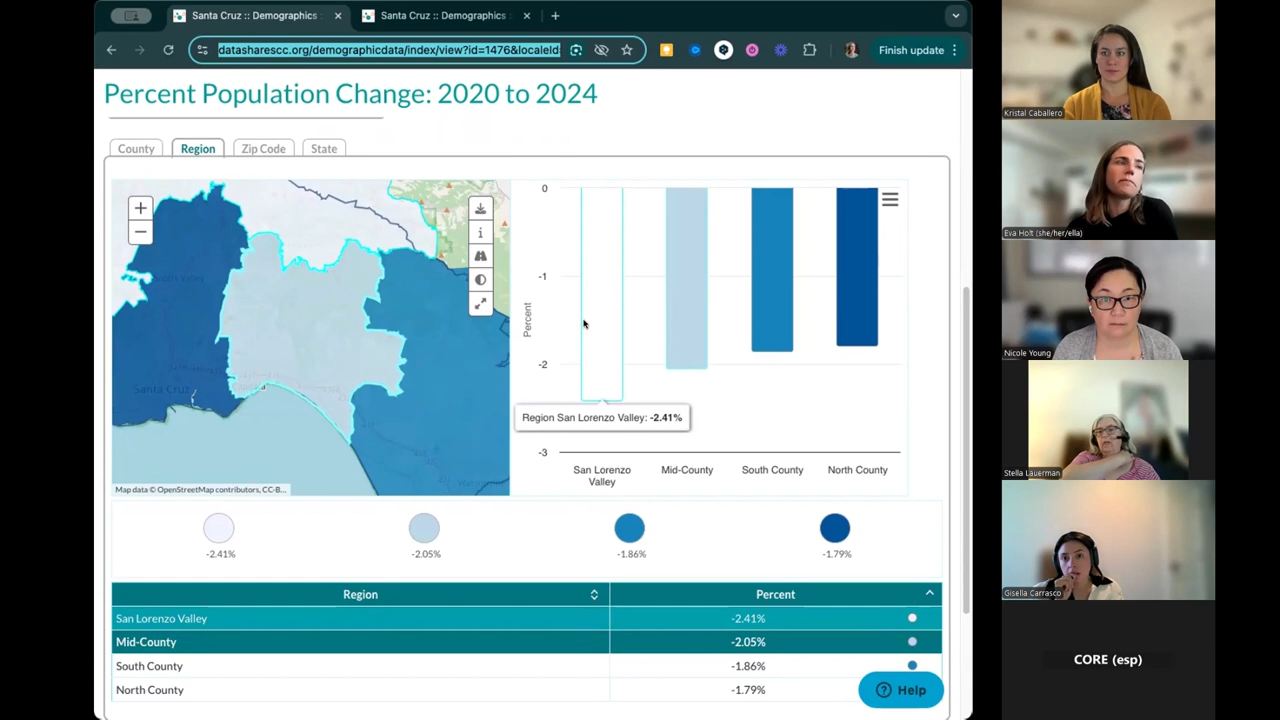 Santa Cruz :: Demographics :
Santa Cruz :: Demographics :
datasharescc.org/demographicdata/index/view?id=1476&localeId=
Finish update
Percent Population Change: 2020 to 2024
County
Region
Zip Code
State
+
−
i
Santa Cruz
Map data © OpenStreetMap contributors, CC-B...
0
-1
-2
-3
Percent
Region San Lorenzo Valley: -2.41%
San Lorenzo Valley
Mid-County
South County
North County
-2.41%
-2.05%
-1.86%
-1.79%
Region
Percent
San Lorenzo Valley -2.41%
Mid-County -2.05%
South County -1.86%
North County -1.79%
Help
Kristal Caballero
Eva Holt (she/her/ella)
Nicole Young
Stella Lauerman
Gisella Carrasco
CORE (esp)